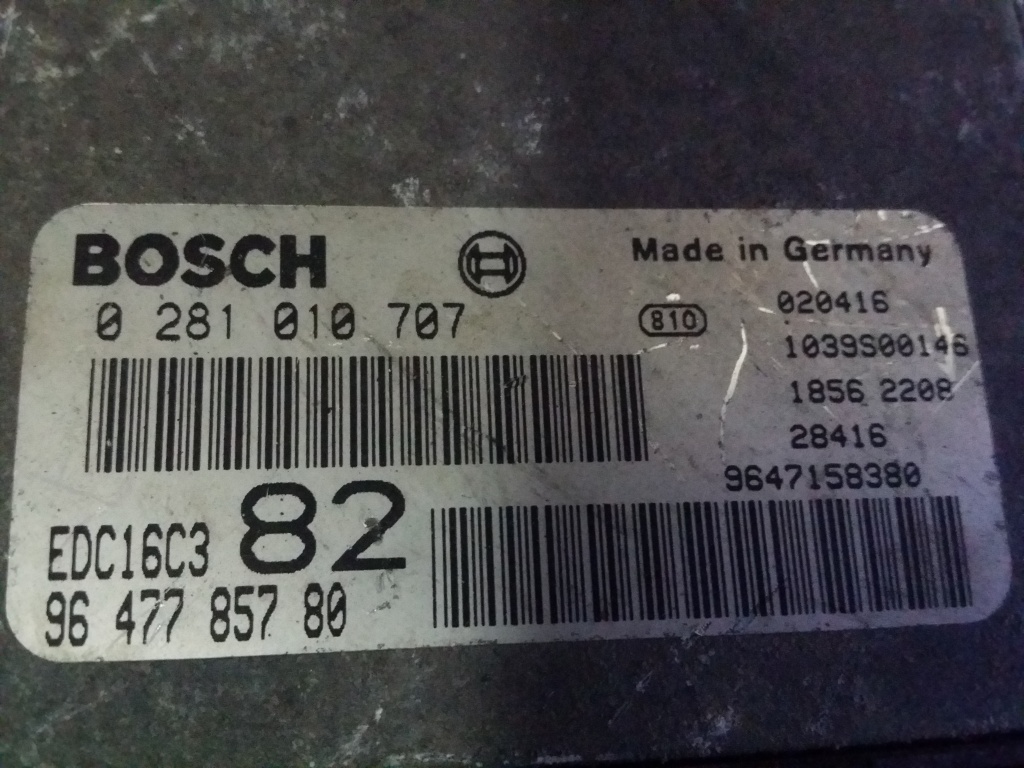 BOSCH
Made in Germany
0 281 010 707
810
020416
1039S00146
1856 2208
28416
9647158380
EDC16C3
82
96 477 857 80